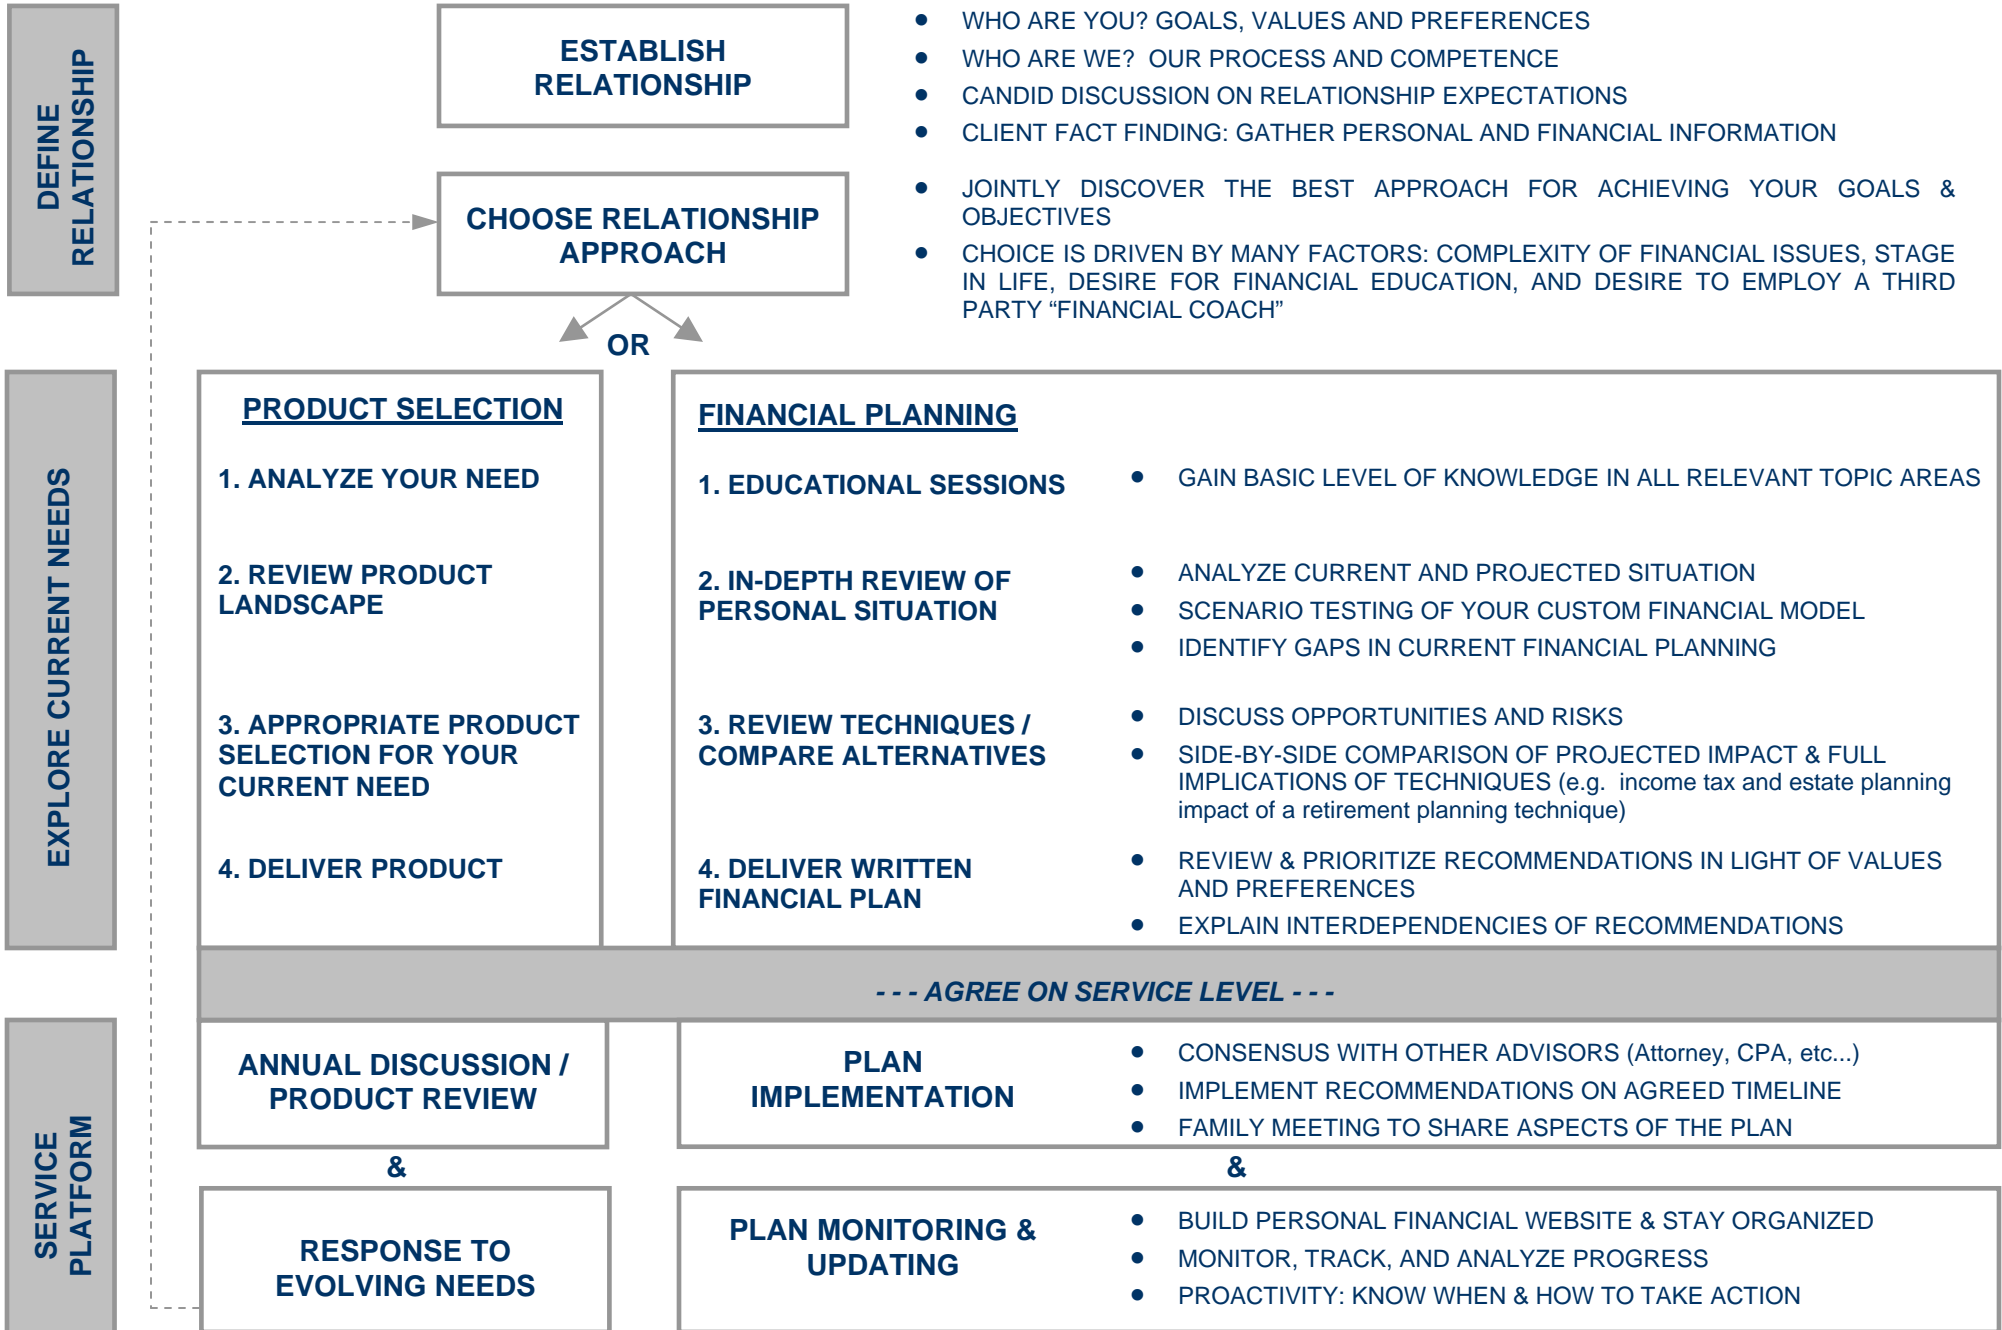 DEFINE
RELATIONSHIP
ESTABLISH
RELATIONSHIP
• WHO ARE YOU? GOALS, VALUES AND PREFERENCES
• WHO ARE WE?  OUR PROCESS AND COMPETENCE
• CANDID DISCUSSION ON RELATIONSHIP EXPECTATIONS
• CLIENT FACT FINDING: GATHER PERSONAL AND FINANCIAL INFORMATION
CHOOSE RELATIONSHIP
APPROACH
• JOINTLY DISCOVER THE BEST APPROACH FOR ACHIEVING YOUR GOALS &
OBJECTIVES
• CHOICE IS DRIVEN BY MANY FACTORS: COMPLEXITY OF FINANCIAL ISSUES, STAGE
IN LIFE, DESIRE FOR FINANCIAL EDUCATION, AND DESIRE TO EMPLOY A THIRD
PARTY “FINANCIAL COACH”
OR
EXPLORE CURRENT NEEDS
PRODUCT SELECTION
1. ANALYZE YOUR NEED
2. REVIEW PRODUCT
LANDSCAPE
3. APPROPRIATE PRODUCT
SELECTION FOR YOUR
CURRENT NEED
4. DELIVER PRODUCT
FINANCIAL PLANNING
1. EDUCATIONAL SESSIONS
• GAIN BASIC LEVEL OF KNOWLEDGE IN ALL RELEVANT TOPIC AREAS
2. IN-DEPTH REVIEW OF
PERSONAL SITUATION
• ANALYZE CURRENT AND PROJECTED SITUATION
• SCENARIO TESTING OF YOUR CUSTOM FINANCIAL MODEL
• IDENTIFY GAPS IN CURRENT FINANCIAL PLANNING
3. REVIEW TECHNIQUES /
COMPARE ALTERNATIVES
• DISCUSS OPPORTUNITIES AND RISKS
• SIDE-BY-SIDE COMPARISON OF PROJECTED IMPACT & FULL
IMPLICATIONS OF TECHNIQUES (e.g.  income tax and estate planning
impact of a retirement planning technique)
4. DELIVER WRITTEN
FINANCIAL PLAN
• REVIEW & PRIORITIZE RECOMMENDATIONS IN LIGHT OF VALUES
AND PREFERENCES
• EXPLAIN INTERDEPENDENCIES OF RECOMMENDATIONS
- - - AGREE ON SERVICE LEVEL - - -
SERVICE
PLATFORM
ANNUAL DISCUSSION /
PRODUCT REVIEW
&
RESPONSE TO
EVOLVING NEEDS
PLAN
IMPLEMENTATION
• CONSENSUS WITH OTHER ADVISORS (Attorney, CPA, etc...)
• IMPLEMENT RECOMMENDATIONS ON AGREED TIMELINE
• FAMILY MEETING TO SHARE ASPECTS OF THE PLAN
&
PLAN MONITORING &
UPDATING
• BUILD PERSONAL FINANCIAL WEBSITE & STAY ORGANIZED
• MONITOR, TRACK, AND ANALYZE PROGRESS
• PROACTIVITY: KNOW WHEN & HOW TO TAKE ACTION